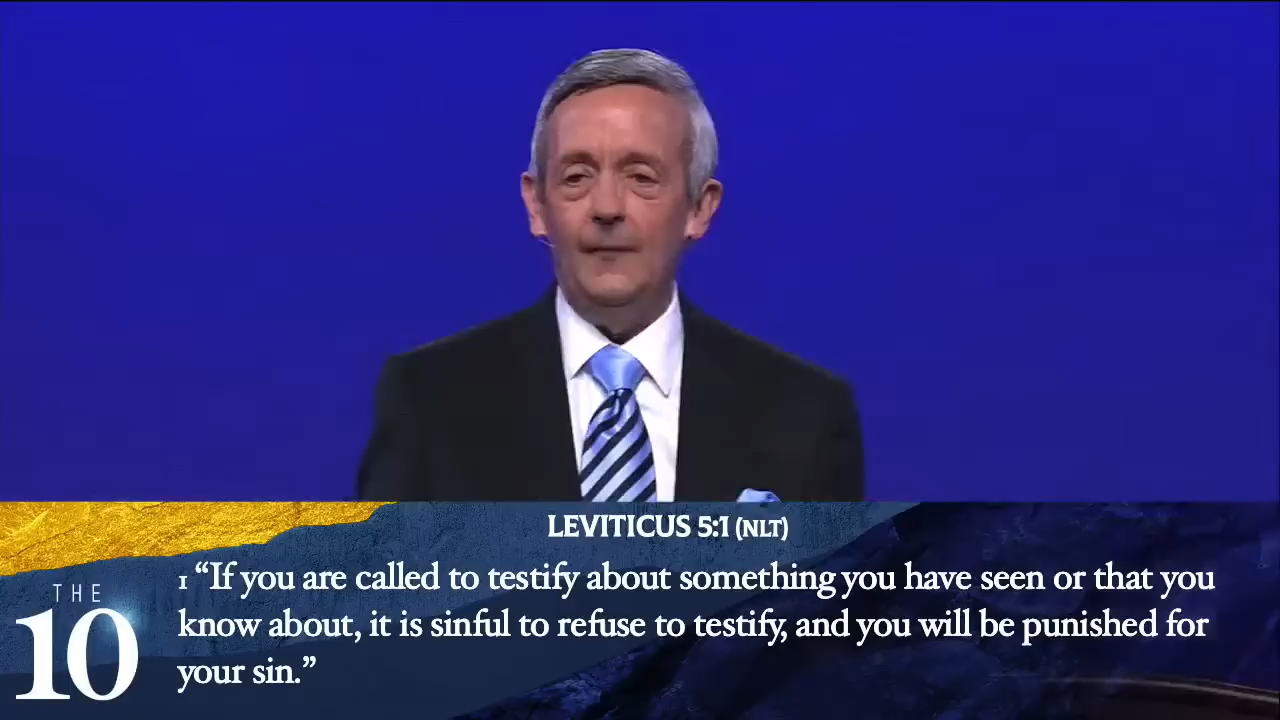 LEVITICUS 5:1 (NLT)
1 “If you are called to testify about something you have seen or that you
know about, it is sinful to refuse to testify, and you will be punished for
your sin.”
THE
10